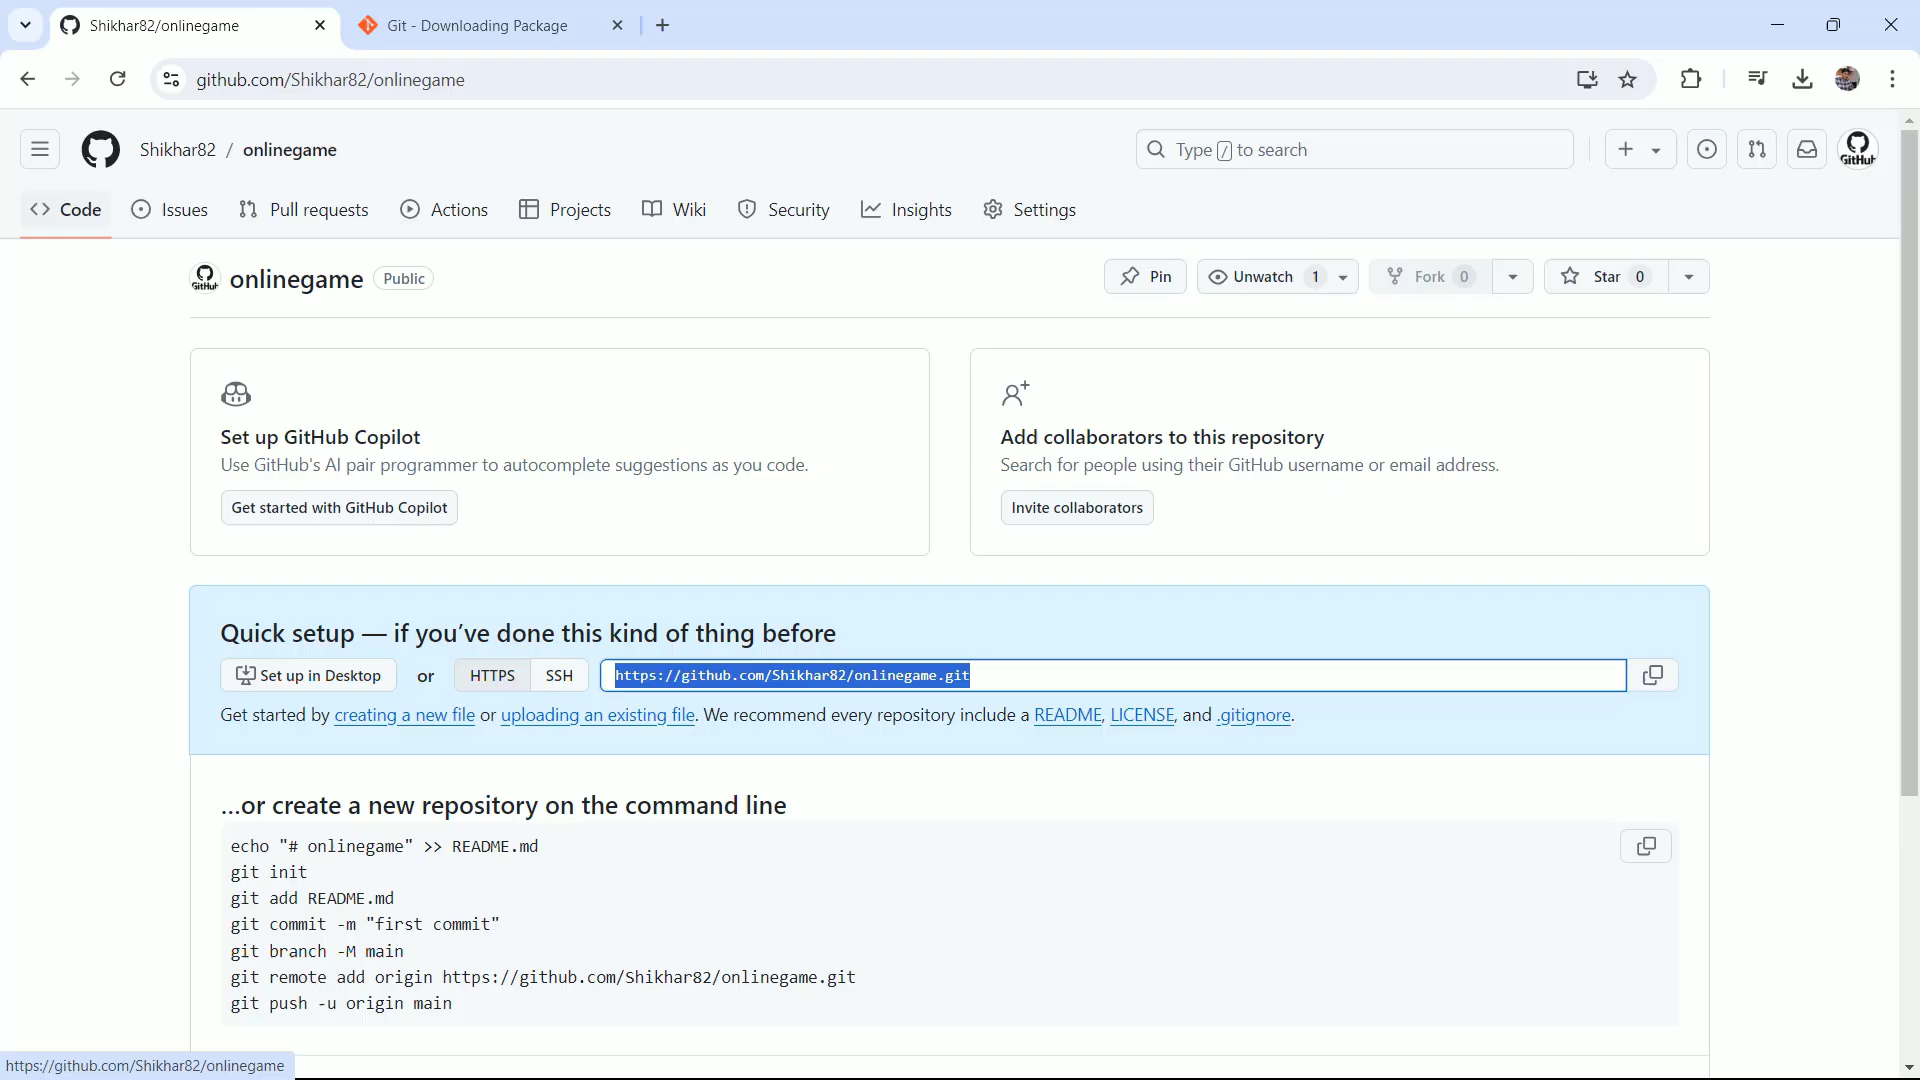 Shikhar82/onlinegame
Git - Downloading Package
github.com/Shikhar82/onlinegame
Shikhar82 / onlinegame
Type / to search
GitHub
Code
Issues
Pull requests
Actions
Projects
Wiki
Security
Insights
Settings
GitHub
onlinegame
Public
Pin
Unwatch 1
Fork 0
Star 0
Set up GitHub Copilot
Use GitHub's AI pair programmer to autocomplete suggestions as you code.
Get started with GitHub Copilot
Add collaborators to this repository
Search for people using their GitHub username or email address.
Invite collaborators
Quick setup — if you’ve done this kind of thing before
Set up in Desktop or HTTPS SSH https://github.com/Shikhar82/onlinegame.git
Get started by creating a new file or uploading an existing file. We recommend every repository include a README, LICENSE, and .gitignore.
…or create a new repository on the command line
echo "# onlinegame" >> README.md
git init
git add README.md
git commit -m "first commit"
git branch -M main
git remote add origin https://github.com/Shikhar82/onlinegame.git
git push -u origin main
https://github.com/Shikhar82/onlinegame